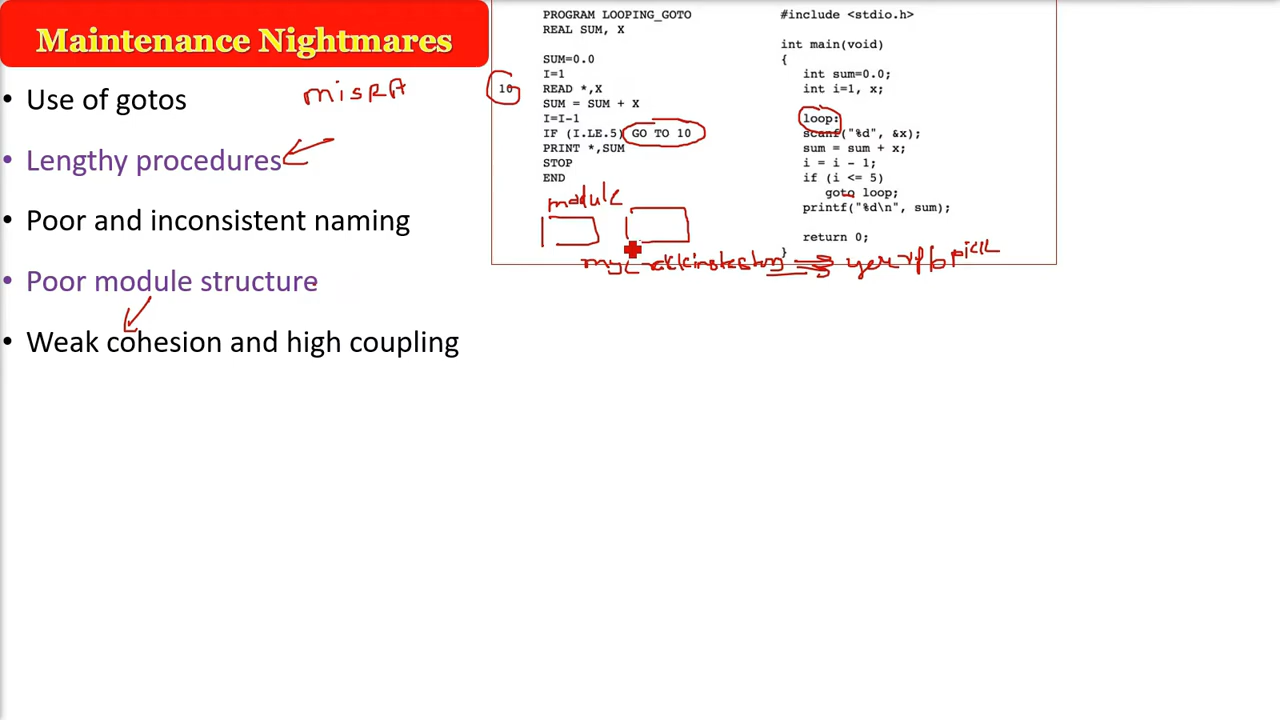 Maintenance Nightmares
• Use of gotos
misRA
• Lengthy procedures
• Poor and inconsistent naming
• Poor module structure
• Weak cohesion and high coupling
PROGRAM LOOPING_GOTO
REAL SUM, X
SUM=0.0
I=1
10 READ *,X
SUM = SUM + X
I=I-1
IF (I.LE.5) GO TO 10
PRINT *,SUM
STOP
END
module
#include <stdio.h>
int main(void)
{
int sum=0.0;
int i=1, x;
loop:
scanf("%d", &x);
sum = sum + x;
i = i - 1;
if (i <= 5)
goto loop;
printf("%d\n", sum);
return 0;
}